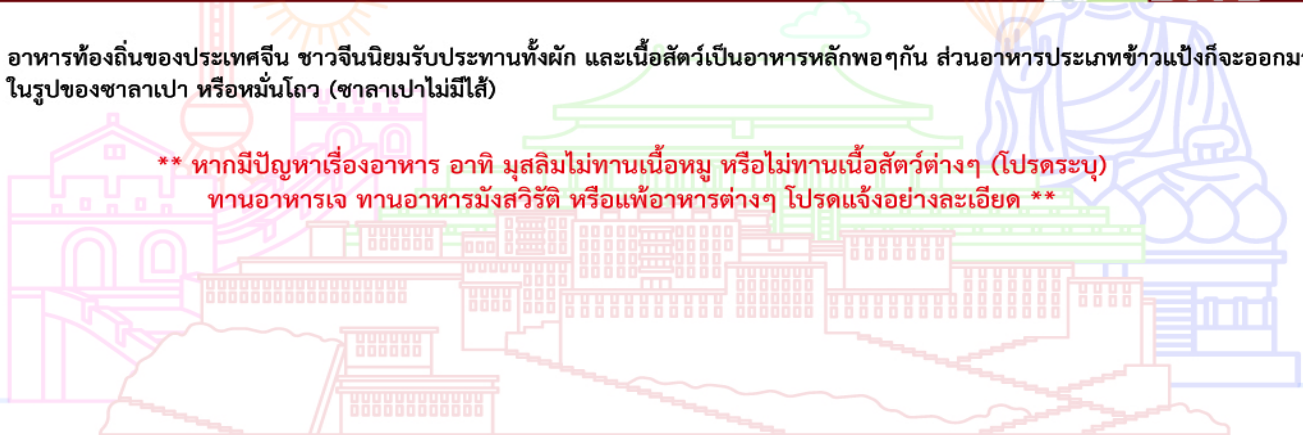 อาหารท้องถิ่นของประเทศจีน ชาวจีนนิยมรับประทานทั้งผัก และเนื้อสัตว์เป็นอาหารหลักพอๆกัน ส่วนอาหารประเภทข้าวแป้งก็จะออกมา
ในรูปของซาลาเปา หรือหมั่นโถว (ซาลาเปาไม่มีไส้)
** หากมีปัญหาเรื่องอาหาร อาทิ มุสลิมไม่ทานเนื้อหมู หรือไม่ทานเนื้อสัตว์ต่างๆ (โปรดระบุ)
ทานอาหารเจ ทานอาหารมังสวิรัติ หรือแพ้อาหารต่างๆ โปรดแจ้งอย่างละเอียด **